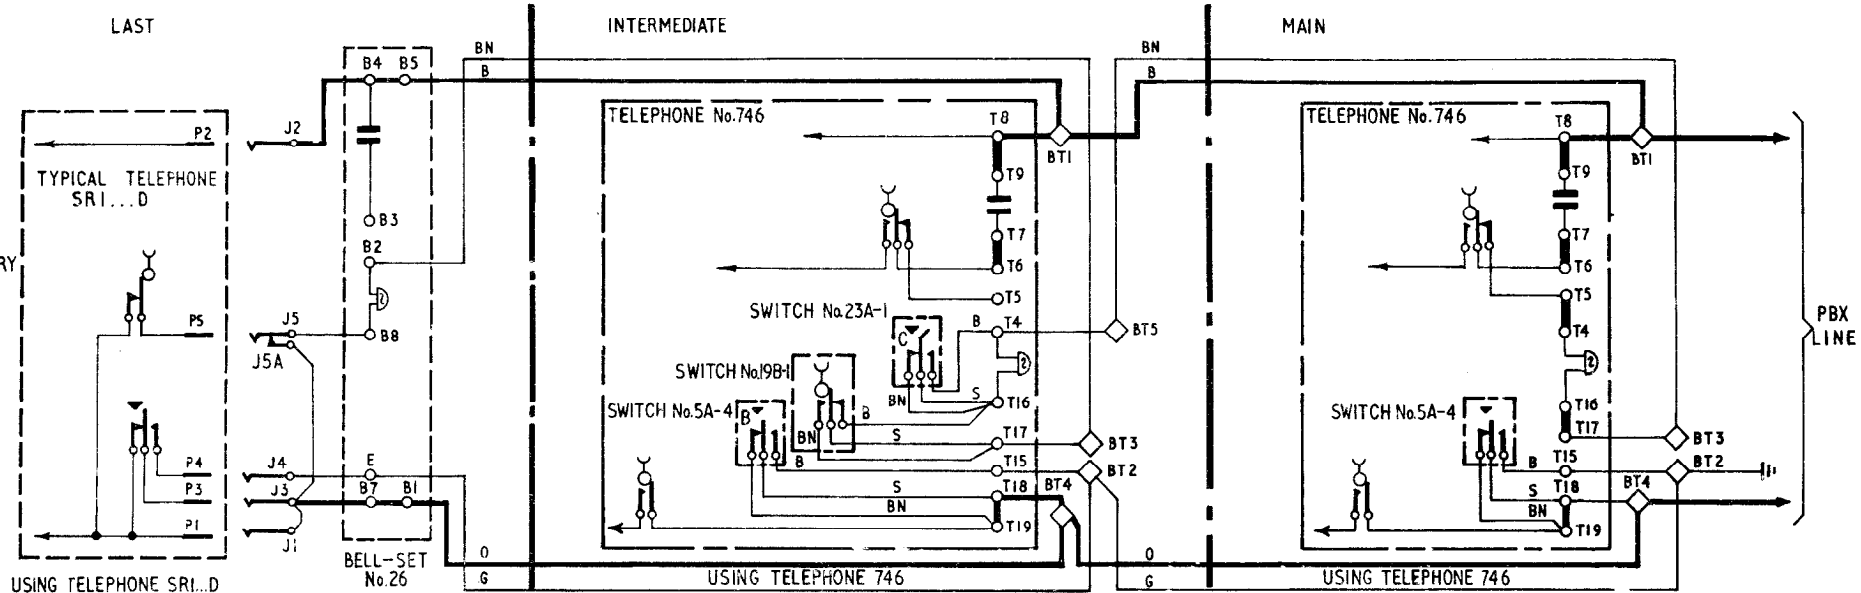 LAST
INTERMEDIATE
MAIN
BN
B
BN
B
B4 B5
P2
J2
TYPICAL TELEPHONE
SR1...D
B3
B2
RY
P5
J5
J5A
B8
P4
J4
E
P3
J3
B7 B1
P1
J1
BELL-SET
No.26
USING TELEPHONE SR1...D
O
G
TELEPHONE No.746
T8
BT1
T9
T7
T6
T5
SWITCH No.23A-1
C
B
T4
BT5
SWITCH No.19B-1
BN
S
T16
SWITCH No.5A-4
B
B
BN
S
T17
BT3
B
T15
BT2
S
T18
BT4
BN
T19
USING TELEPHONE 746
O
G
TELEPHONE No.746
T8
BT1
T9
T7
T6
T5
T4
PBX
LINE
T16
SWITCH No.5A-4
T17
BT3
B
T15
BT2
S
T18
BT4
BN
T19
USING TELEPHONE 746